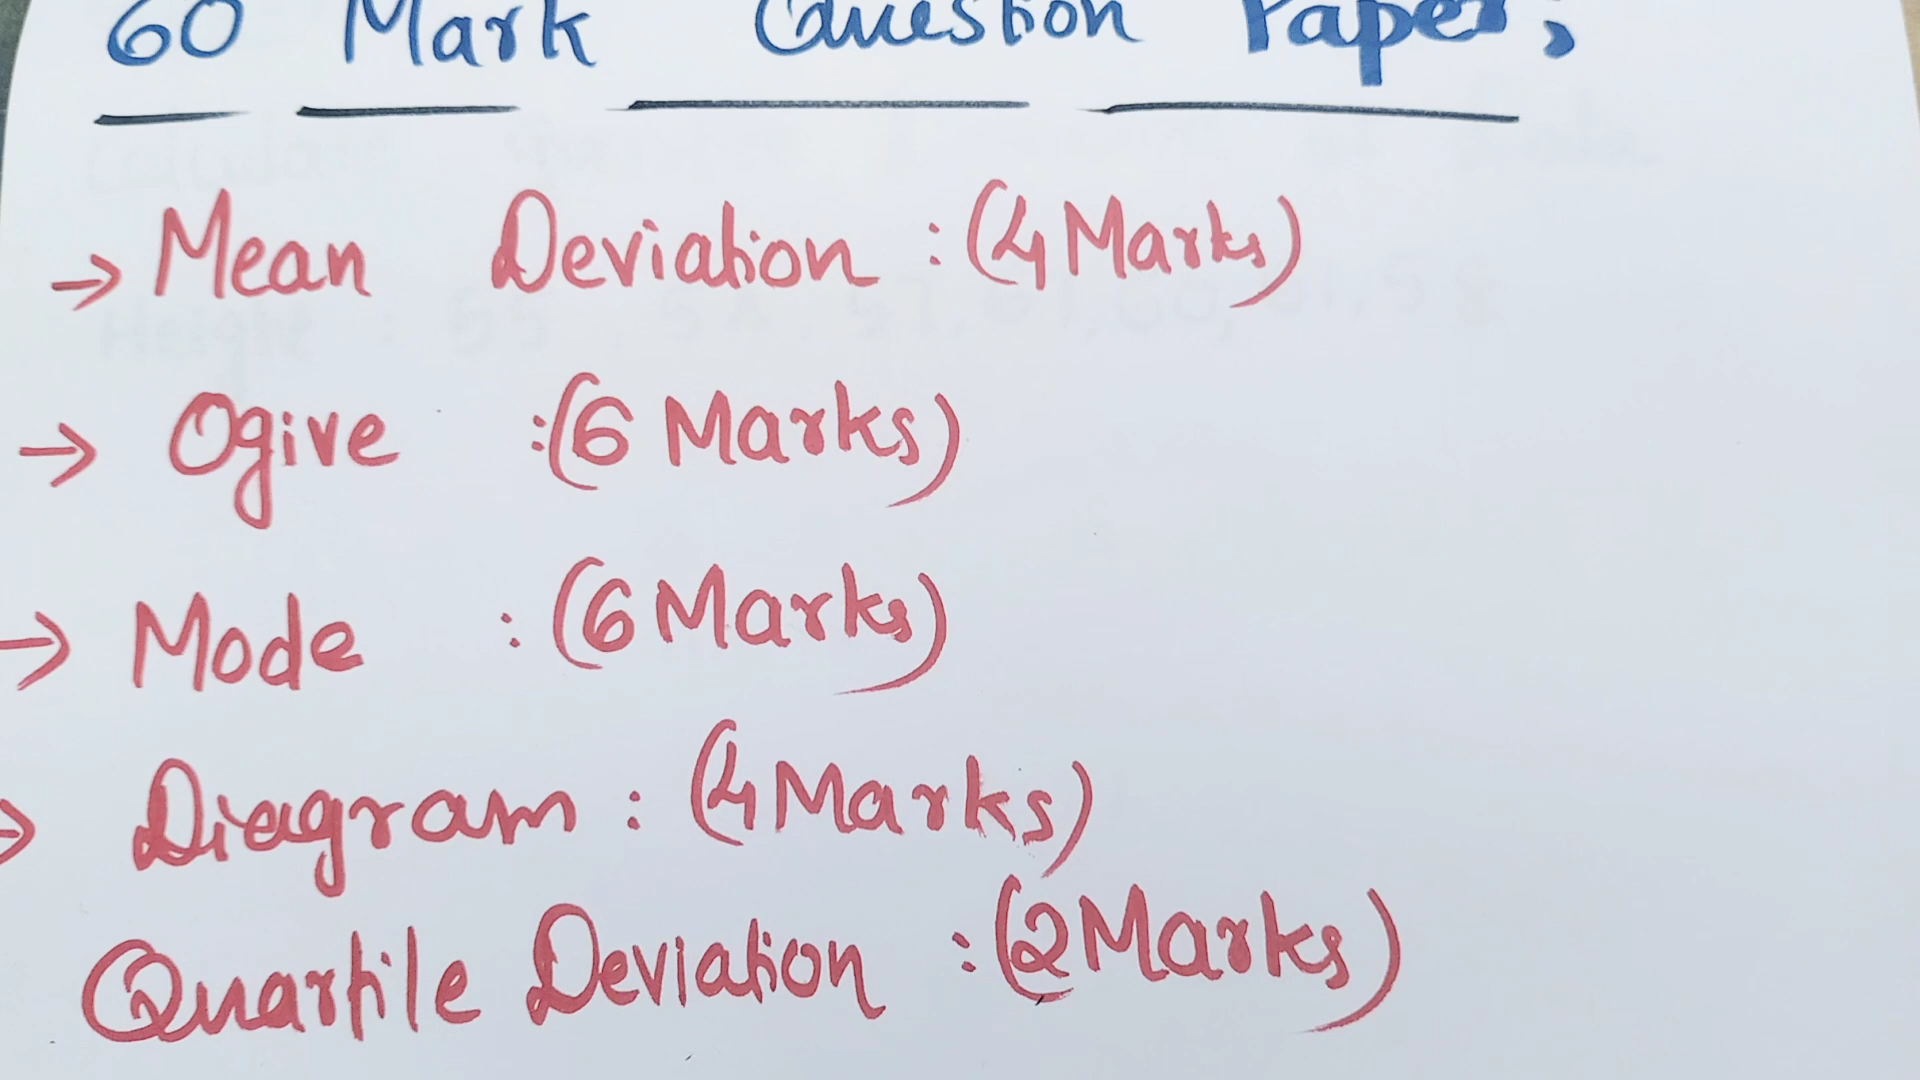 60 Mark Question Paper;
→ Mean Deviation : (4 Marks)
→ Ogive :(6 Marks)
→ Mode : (6 Marks)
→ Diagram : (4 Marks)
Quartile Deviation : (2 Marks)